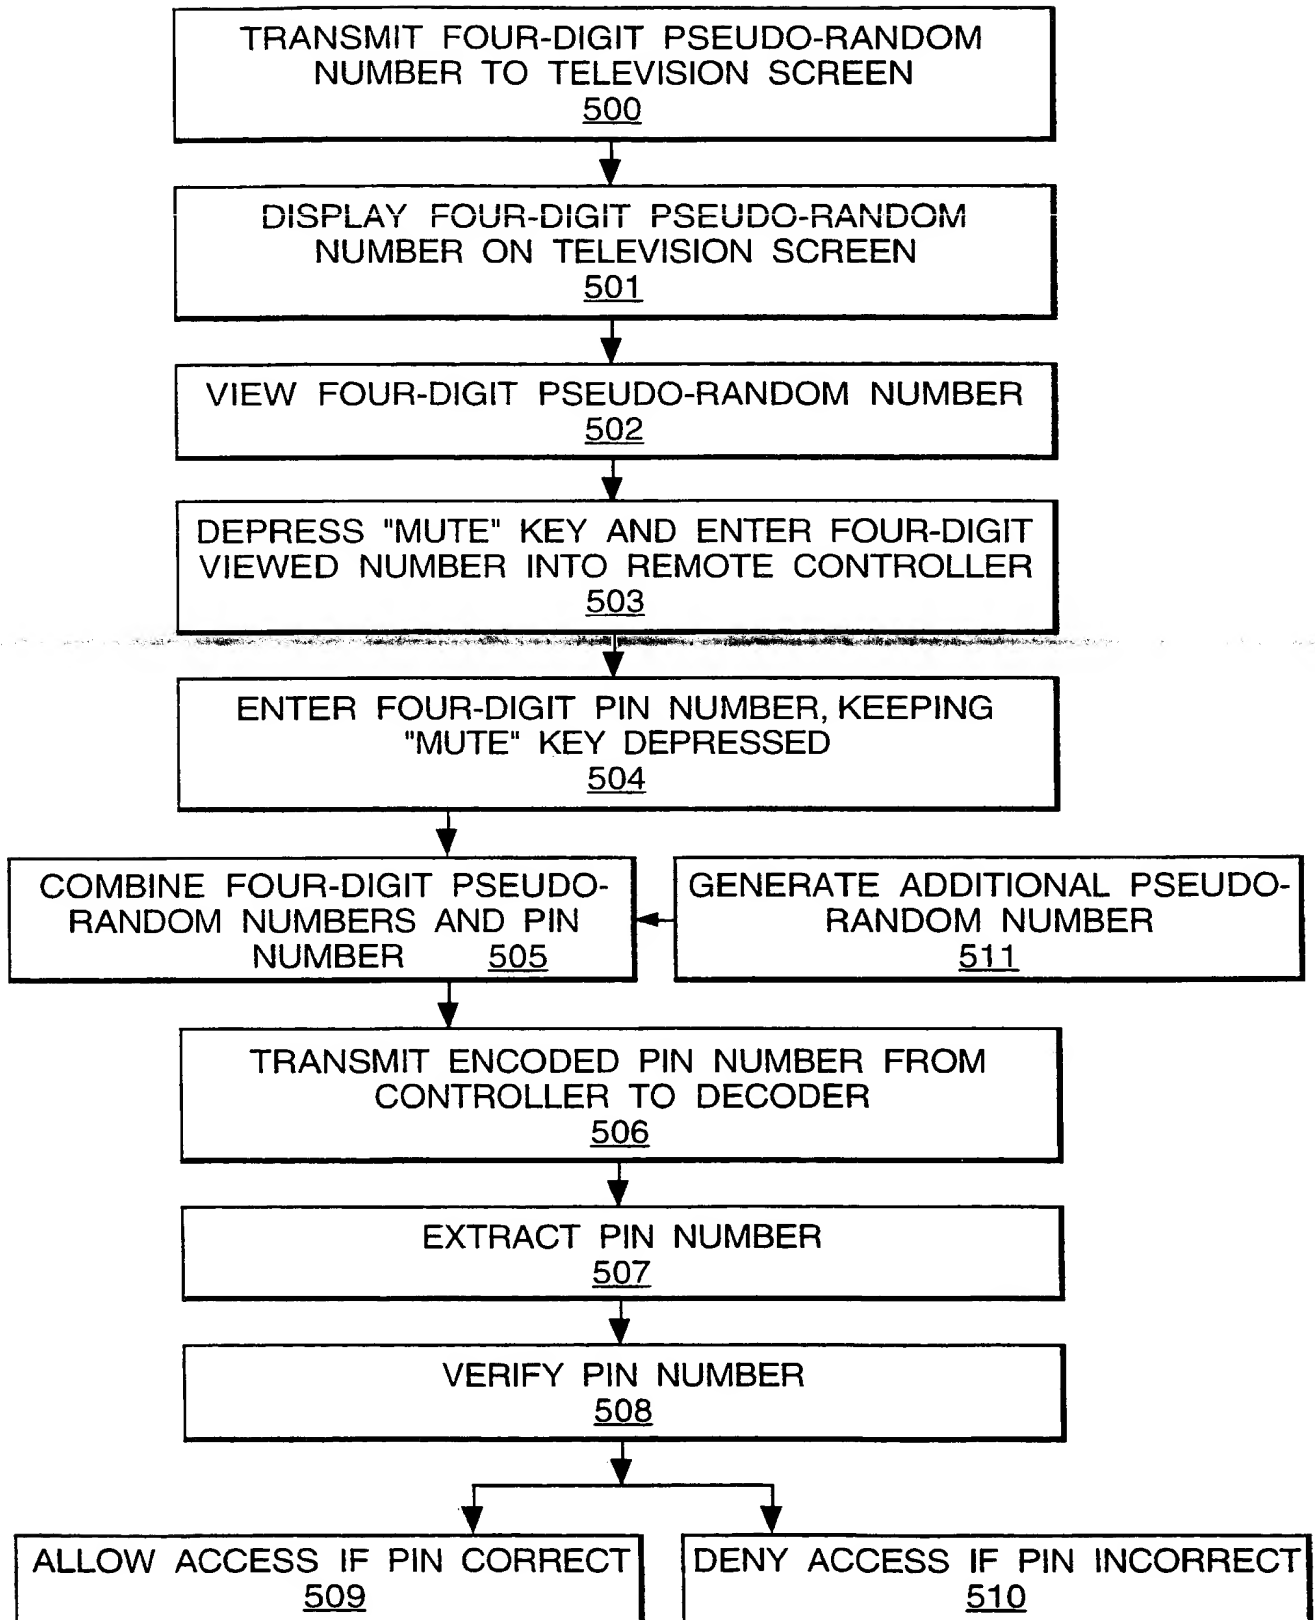 TRANSMIT FOUR-DIGIT PSEUDO-RANDOM
NUMBER TO TELEVISION SCREEN
500
DISPLAY FOUR-DIGIT PSEUDO-RANDOM
NUMBER ON TELEVISION SCREEN
501
VIEW FOUR-DIGIT PSEUDO-RANDOM NUMBER
502
DEPRESS "MUTE" KEY AND ENTER FOUR-DIGIT
VIEWED NUMBER INTO REMOTE CONTROLLER
503
ENTER FOUR-DIGIT PIN NUMBER, KEEPING
"MUTE" KEY DEPRESSED
504
COMBINE FOUR-DIGIT PSEUDO-
RANDOM NUMBERS AND PIN
NUMBER 505
GENERATE ADDITIONAL PSEUDO-
RANDOM NUMBER
511
TRANSMIT ENCODED PIN NUMBER FROM
CONTROLLER TO DECODER
506
EXTRACT PIN NUMBER
507
VERIFY PIN NUMBER
508
ALLOW ACCESS IF PIN CORRECT
509
DENY ACCESS IF PIN INCORRECT
510